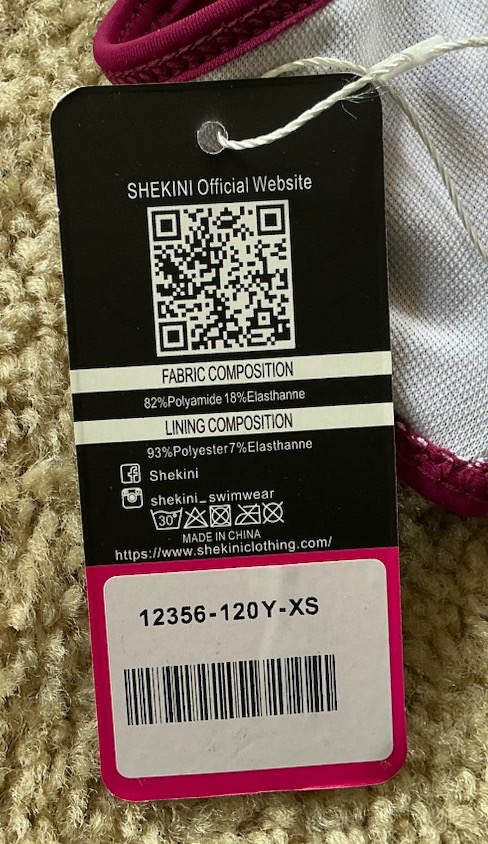 SHEKINI Official Website
FABRIC COMPOSITION
82%Polyamide 18%Elasthanne
LINING COMPOSITION
93%Polyester7%Elasthanne
Shekini
shekini_swimwear
30°
MADE IN CHINA
https://www.shekiniclothing.com/
12356-120Y-XS